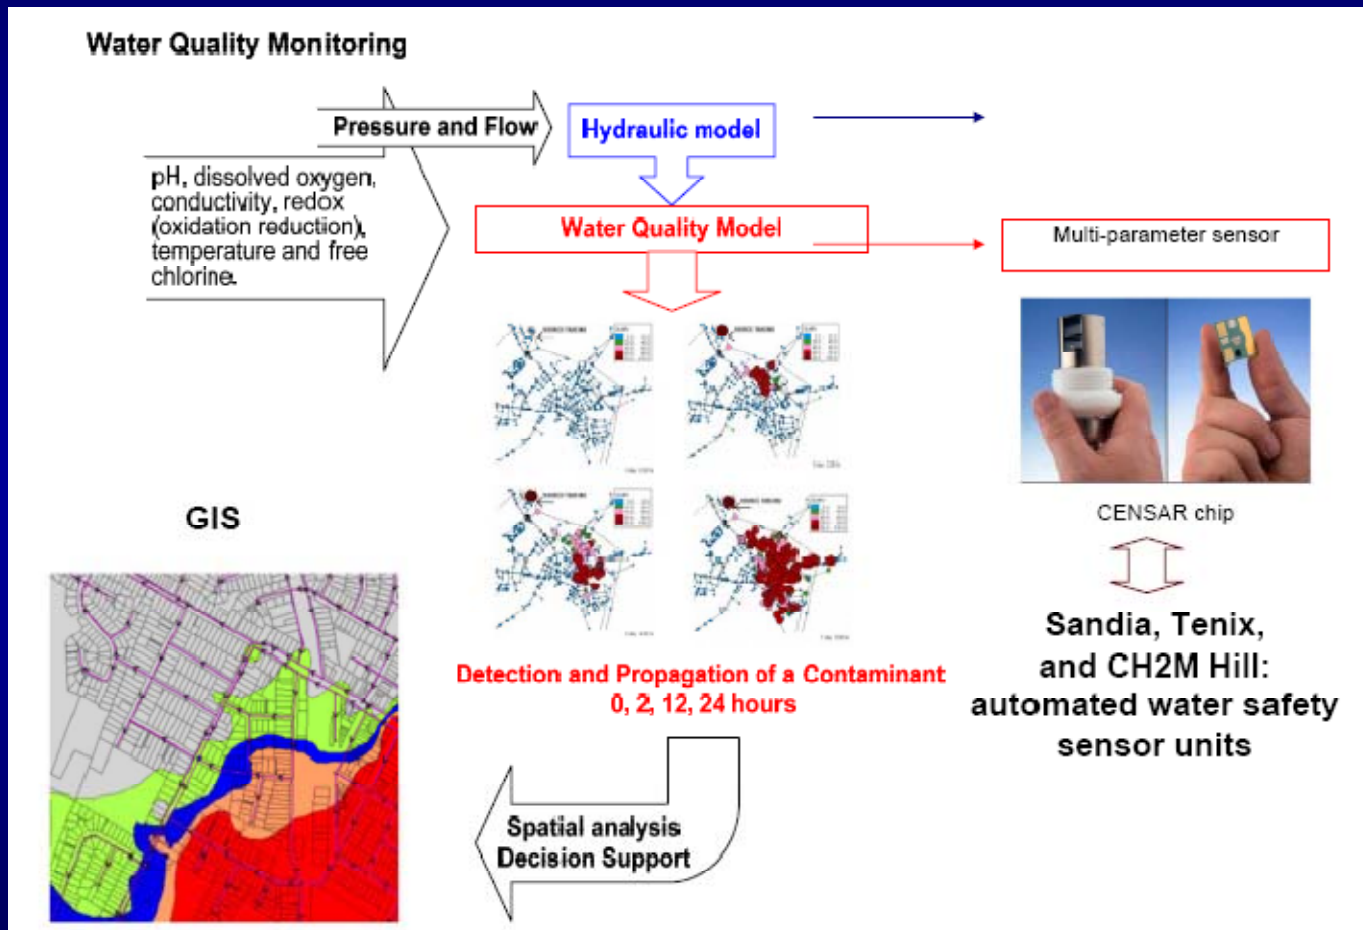 Water Quality Monitoring
Pressure and Flow
Hydraulic model
pH, dissolved oxygen,
conductivity, redox
(oxidation reduction),
temperature and free
chlorine.
Water Quality Model
Multi-parameter sensor
CENSAR chip
GIS
Sandia, Tenix,
and CH2M Hill:
automated water safety
sensor units
Detection and Propagation of a Contaminant
0, 2, 12, 24 hours
Spatial analysis
Decision Support